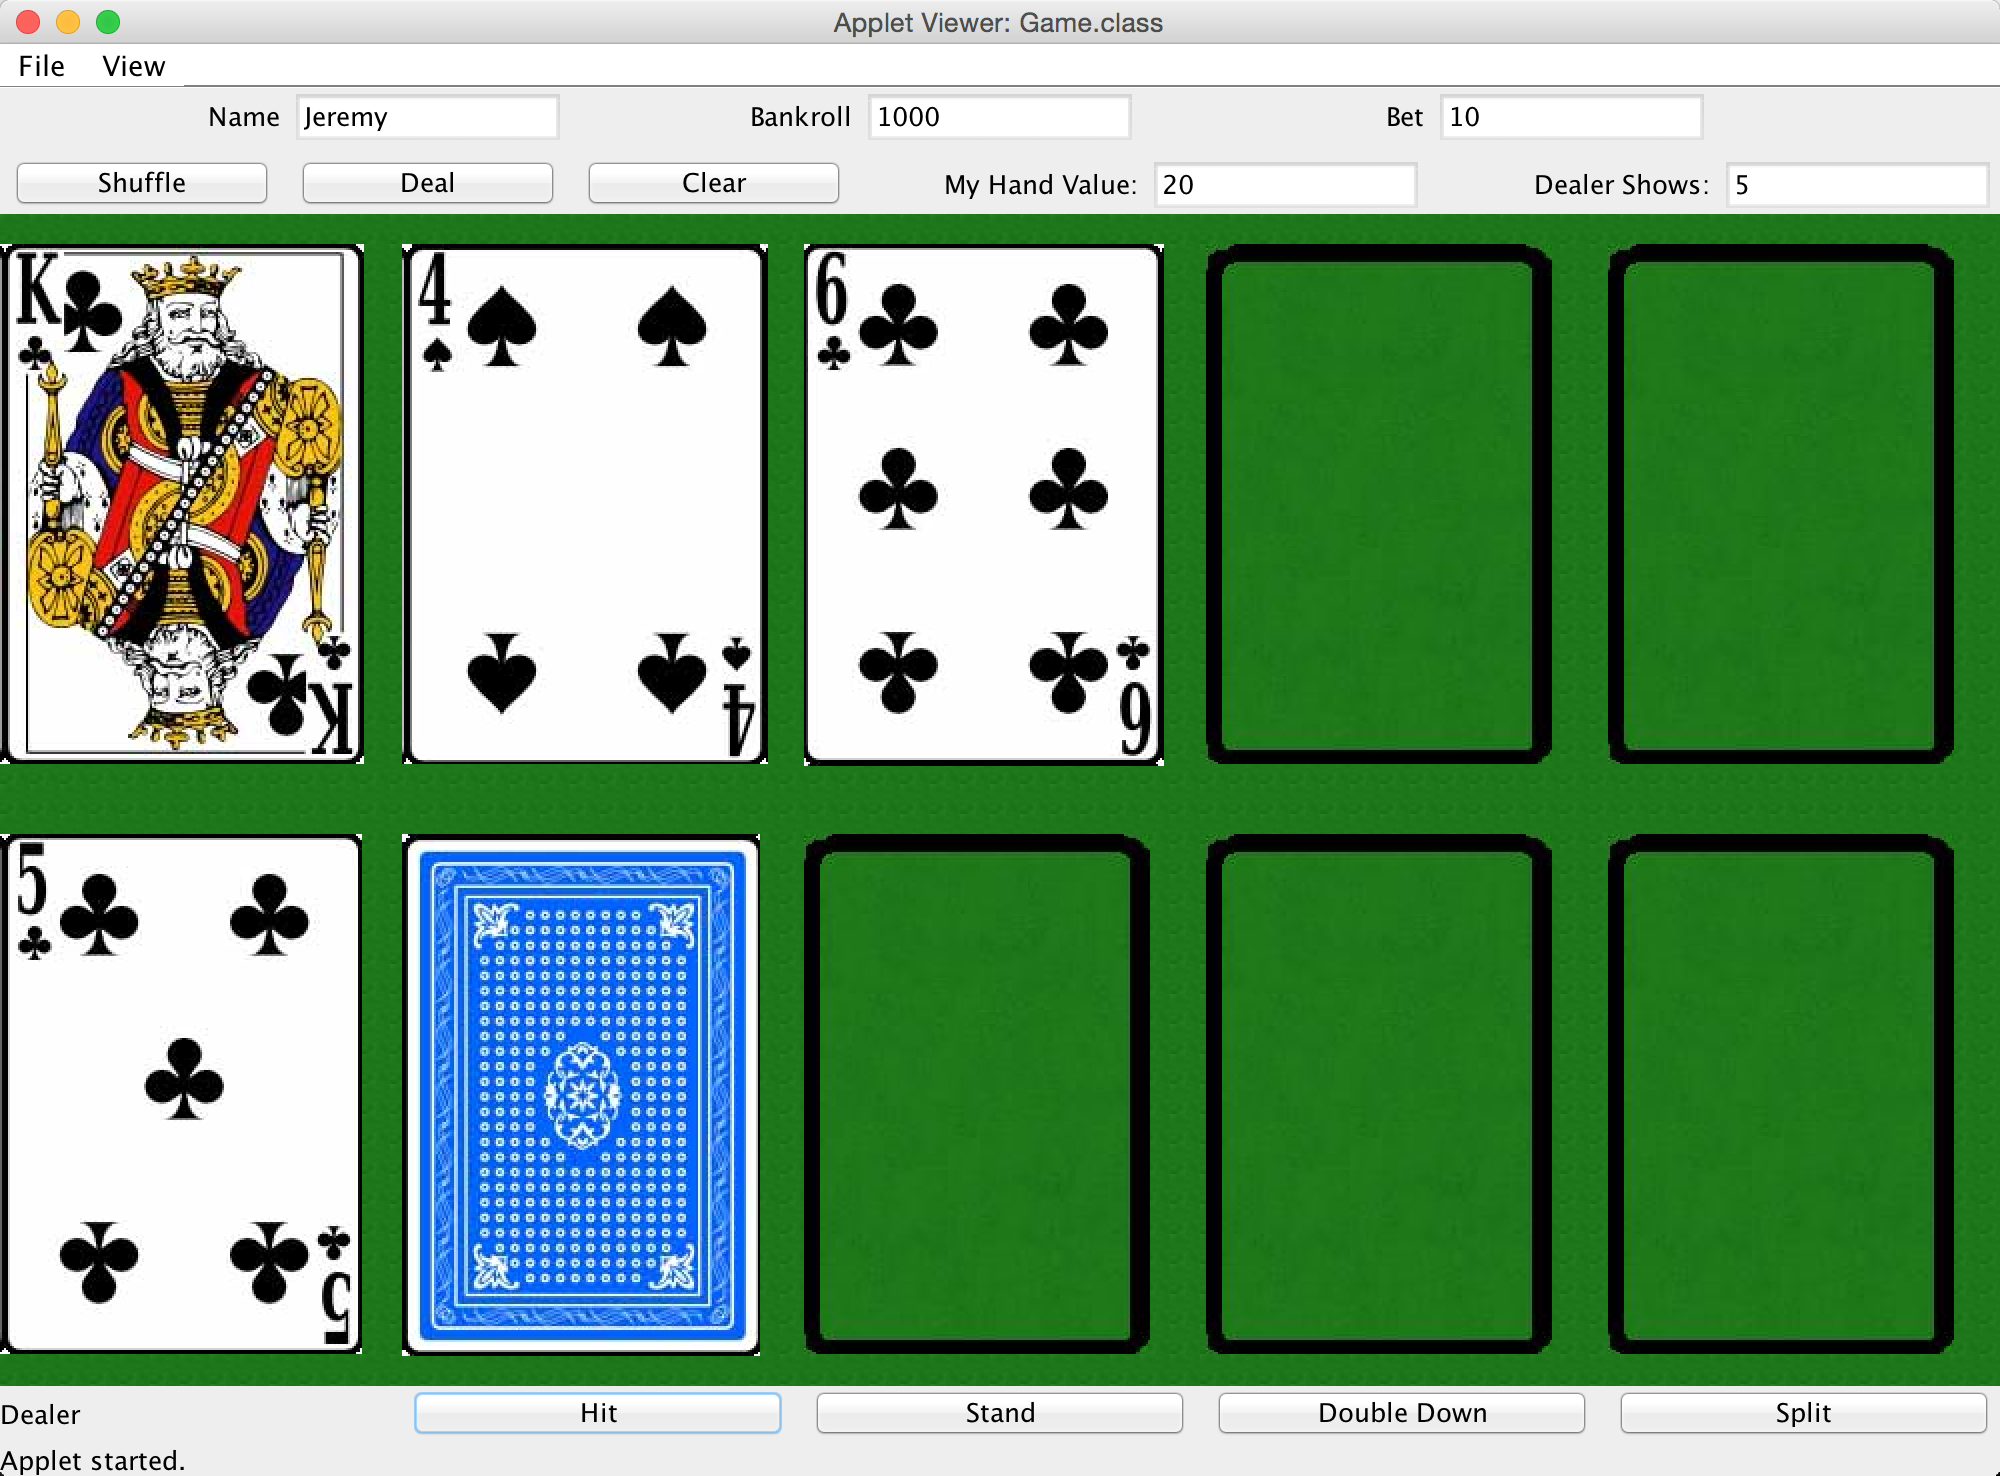 Applet Viewer: Game.class
File View
Name Jeremy Bankroll 1000 Bet 10
Shuffle Deal Clear My Hand Value: 20 Dealer Shows: 5
K 4 6
K 4 6
5
5
Dealer Hit Stand Double Down Split
Applet started.